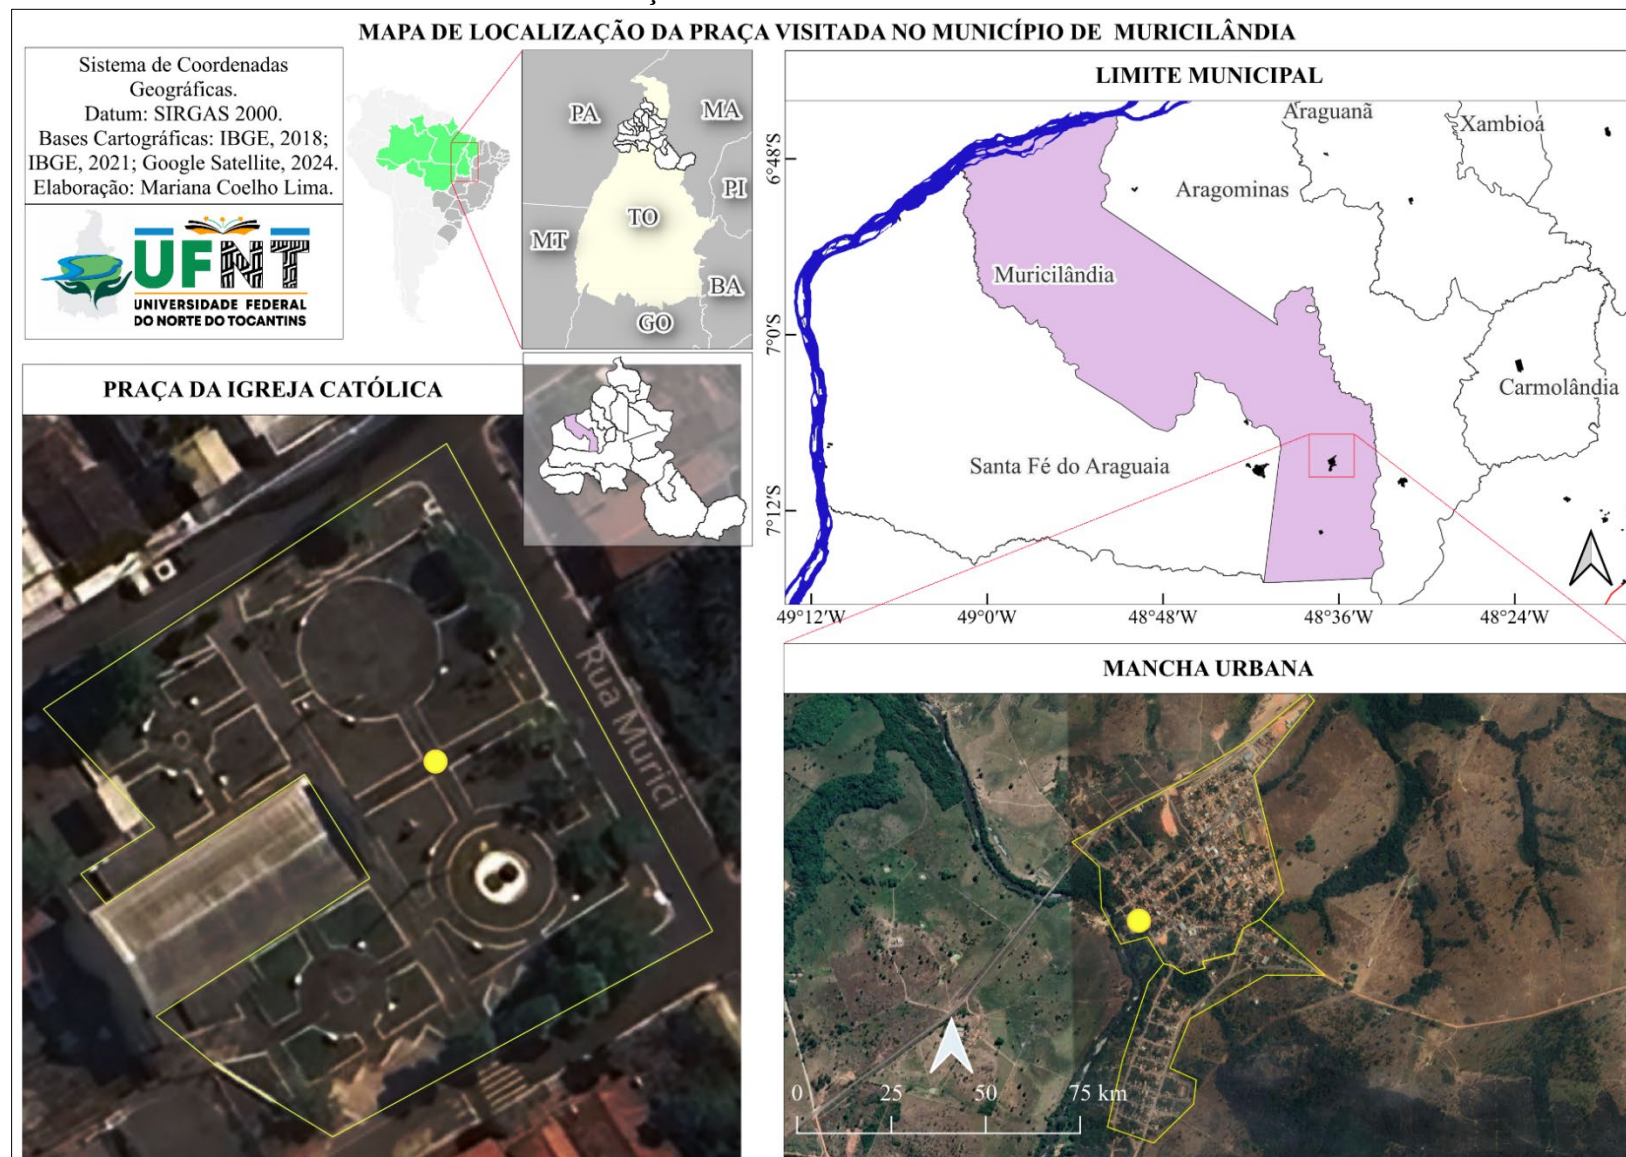 MAPA DE LOCALIZAÇÃO DA PRAÇA VISITADA NO MUNICÍPIO DE MURICILÂNDIA
Sistema de Coordenadas
Geográficas.
Datum: SIRGAS 2000.
Bases Cartográficas: IBGE, 2018;
IBGE, 2021; Google Satellite, 2024.
Elaboração: Mariana Coelho Lima.
UFNT
UNIVERSIDADE FEDERAL
DO NORTE DO TOCANTINS
PA
MA
PI
TO
MT
BA
GO
LIMITE MUNICIPAL
Araguanã
Xambioá
Aragominas
Muricilândia
Carmolândia
Santa Fé do Araguaia
6°48'S
7°0'S
7°12'S
49°12'W
49°0'W
48°48'W
48°36'W
48°24'W
PRAÇA DA IGREJA CATÓLICA
Rua Murici
MANCHA URBANA
0
25
50
75 km